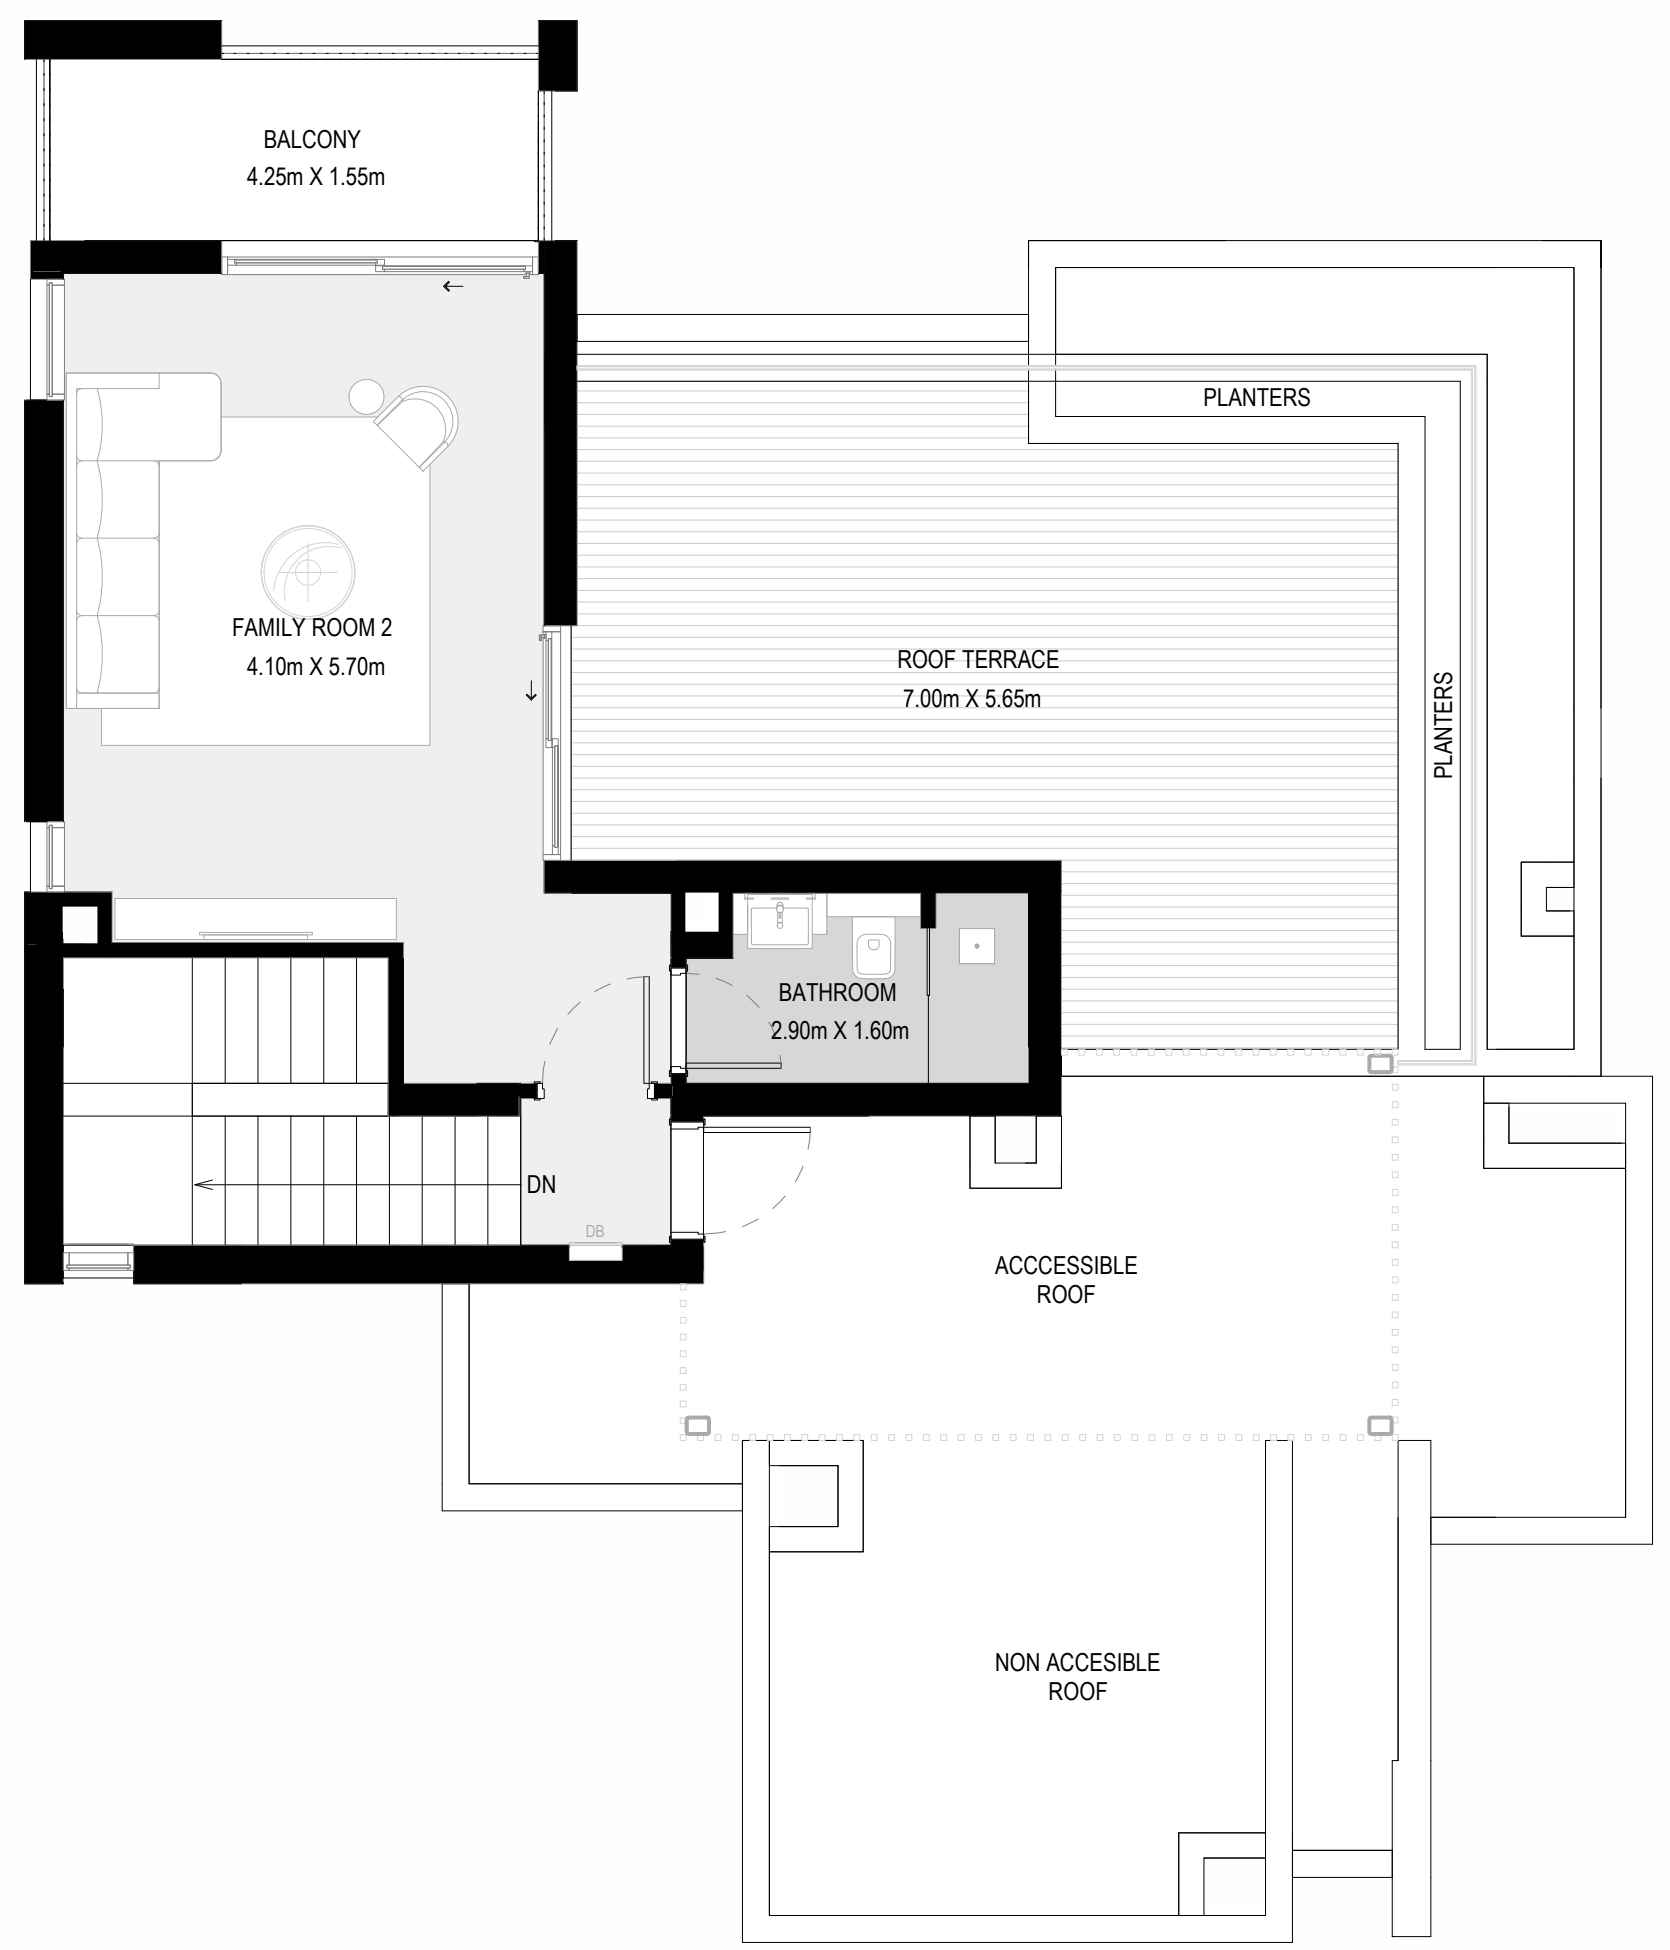 BALCONY
4.25m X 1.55m
PLANTERS
FAMILY ROOM 2
4.10m X 5.70m
ROOF TERRACE
7.00m X 5.65m
PLANTERS
BATHROOM
2.90m X 1.60m
DN
DB
ACCCESSIBLE
ROOF
NON ACCESIBLE
ROOF